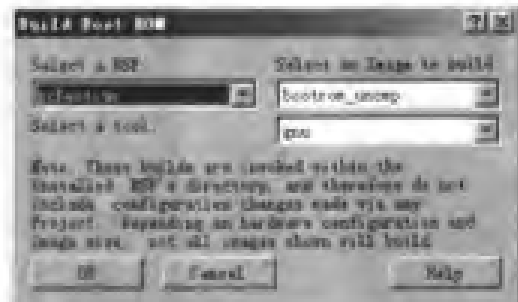 Build Boot ROM
Select a BSP
Select an Image to build
bootrom_uncmp
Select a tool.
gnu
Note. These builds are invoked within the
installed BSP's directory, and therefore do not
include configuration changes made via any
Project. Depending on hardware configuration and
image size, not all images shown will build
OK
Cancel
Help